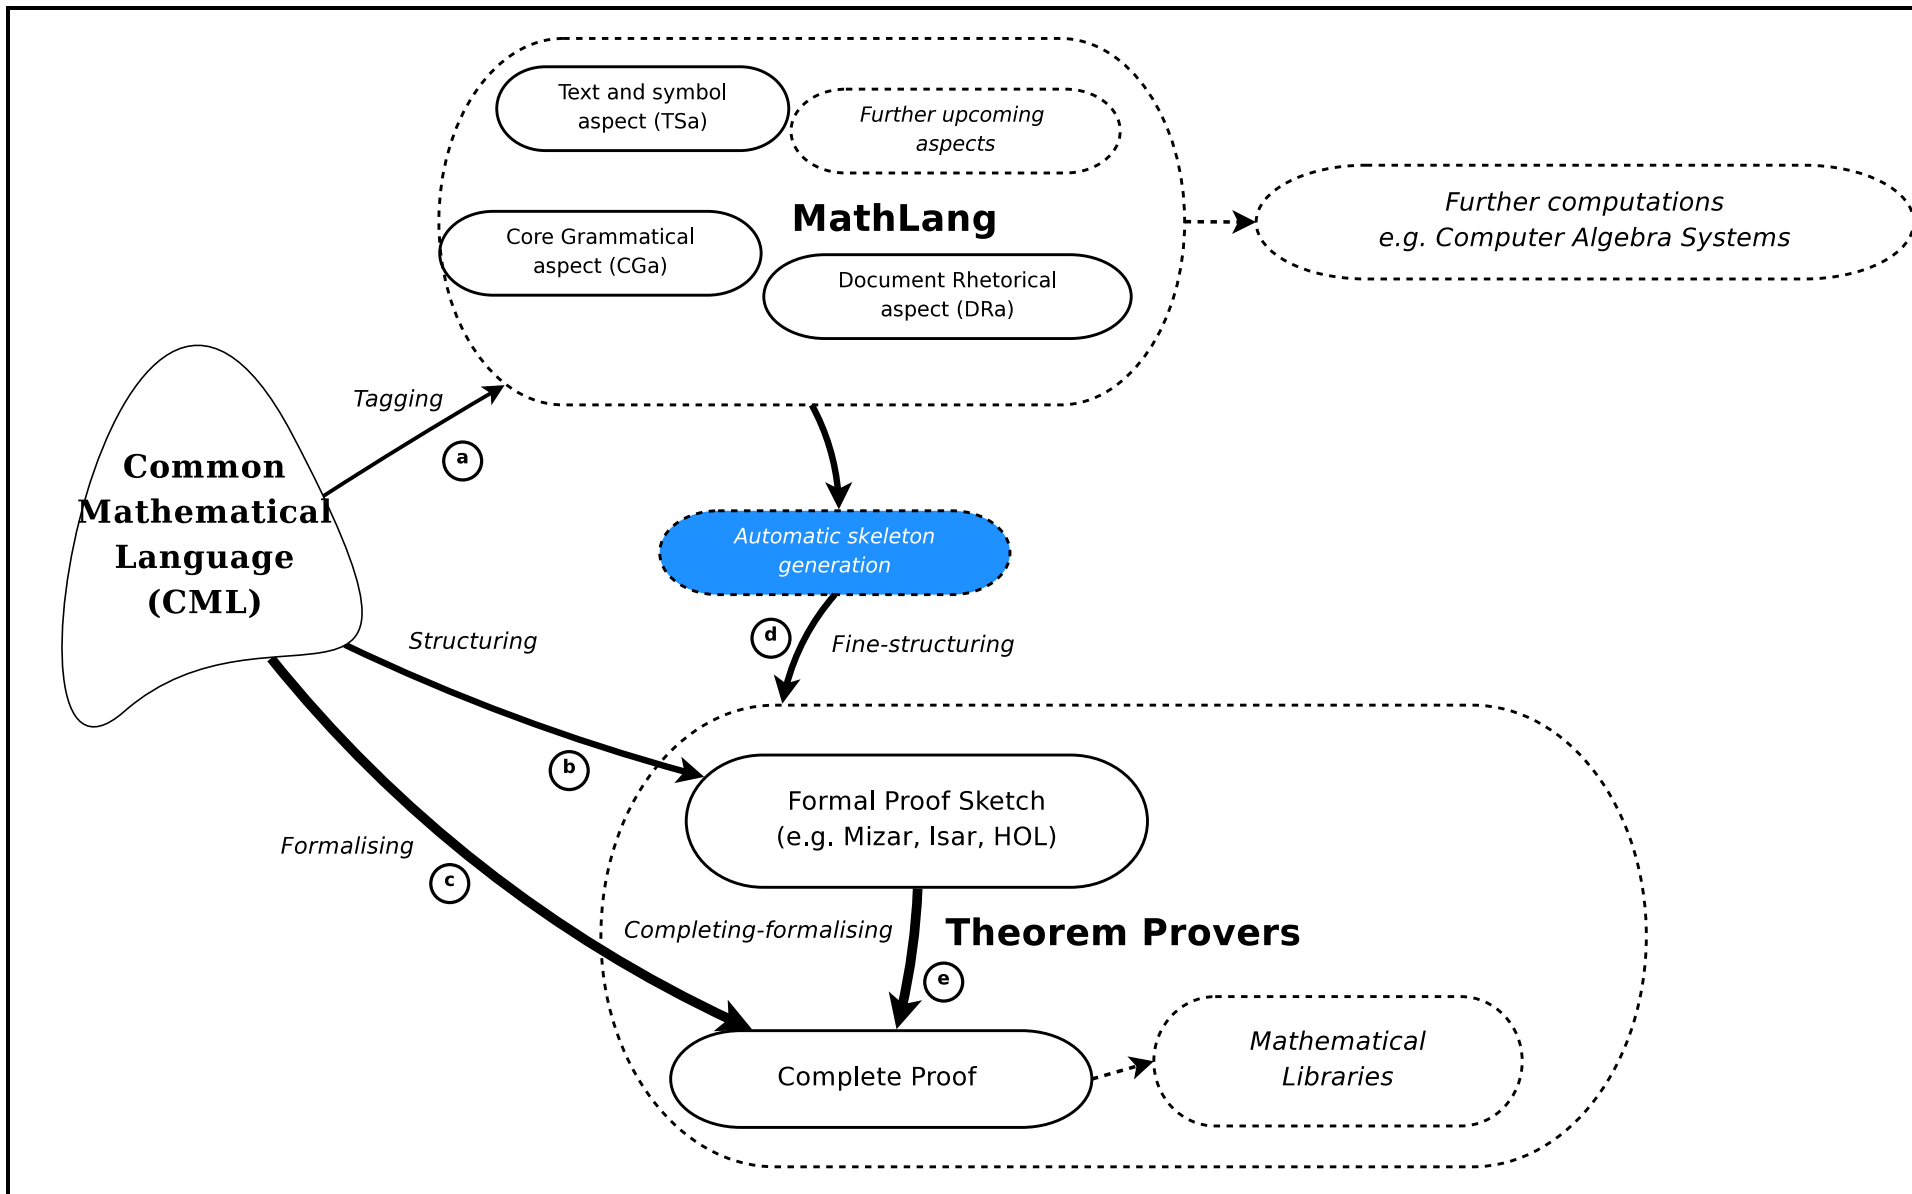 Text and symbol
aspect (TSa)
Further upcoming
aspects
MathLang
Core Grammatical
aspect (CGa)
Document Rhetorical
aspect (DRa)
Further computations
e.g. Computer Algebra Systems
Tagging
a
Common
Mathematical
Language
(CML)
Automatic skeleton
generation
Structuring
d
Fine-structuring
b
Formal Proof Sketch
(e.g. Mizar, Isar, HOL)
Formalising
c
Completing-formalising
Theorem Provers
e
Complete Proof
Mathematical
Libraries